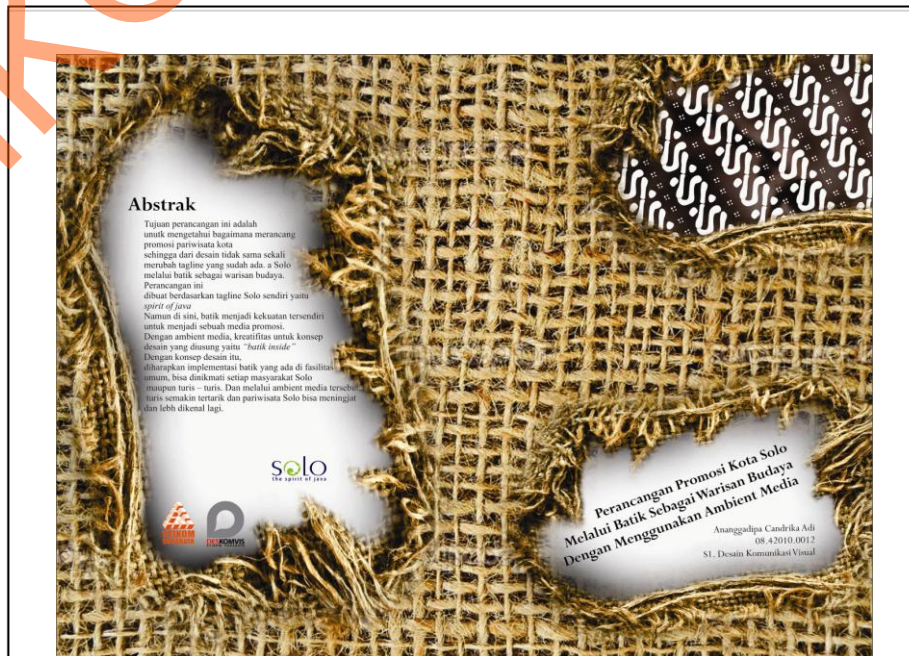 Abstrak
Tujuan perancangan ini adalah
unutk mengetahui bagaimana merancang
promosi pariwisata kota
sehingga dari desain tidak sama sekali
merubah tagline yang sudah ada. a Solo
melalui batik sebagai warisan budaya.
Perancangan ini
dibuat berdasarkan tagline Solo sendiri yaitu
spirit of java
Namun di sini, batik menjadi kekuatan tersendiri
untuk menjadi sebuah media promosi.
Dengan ambient media, kreatifitas untuk konsep
desain yang diusung yaitu "batik inside"
Dengan konsep desain itu,
diharapkan implementasi batik yang ada di fasilitas
umum, bisa dinikmati setiap masyarakat Solo
maupun turis – turis. Dan melalui ambient media tersebut
turis semakin tertarik dan pariwisata Solo bisa meningjat
dan lebh dikenal lagi.
solo
the spirit of java
STIKOM
SURABAYA
DESKOMVIS
Perancangan Promosi Kota Solo
Melalui Batik Sebagai Warisan Budaya
Dengan Menggunakan Ambient Media
Ananggadipa Candrika Adi
08.42010.0012
S1. Desain Komunikasi Visual